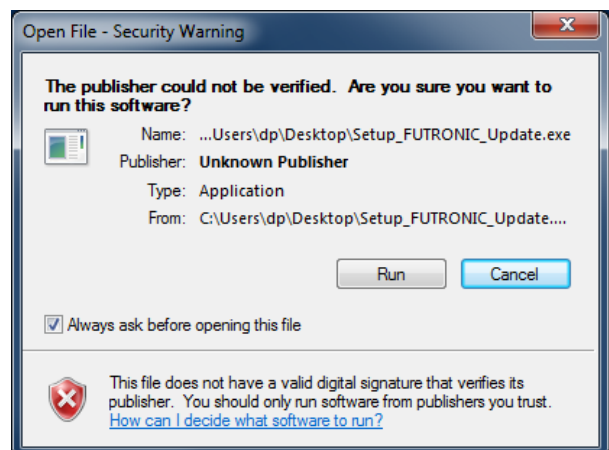 Open File - Security Warning
The publisher could not be verified. Are you sure you want to
run this software?
Name: ...Users\dp\Desktop\Setup_FUTRONIC_Update.exe
Publisher: Unknown Publisher
Type: Application
From: C:\Users\dp\Desktop\Setup_FUTRONIC_Update....
Run Cancel
Always ask before opening this file
This file does not have a valid digital signature that verifies its
publisher. You should only run software from publishers you trust.
How can I decide what software to run?